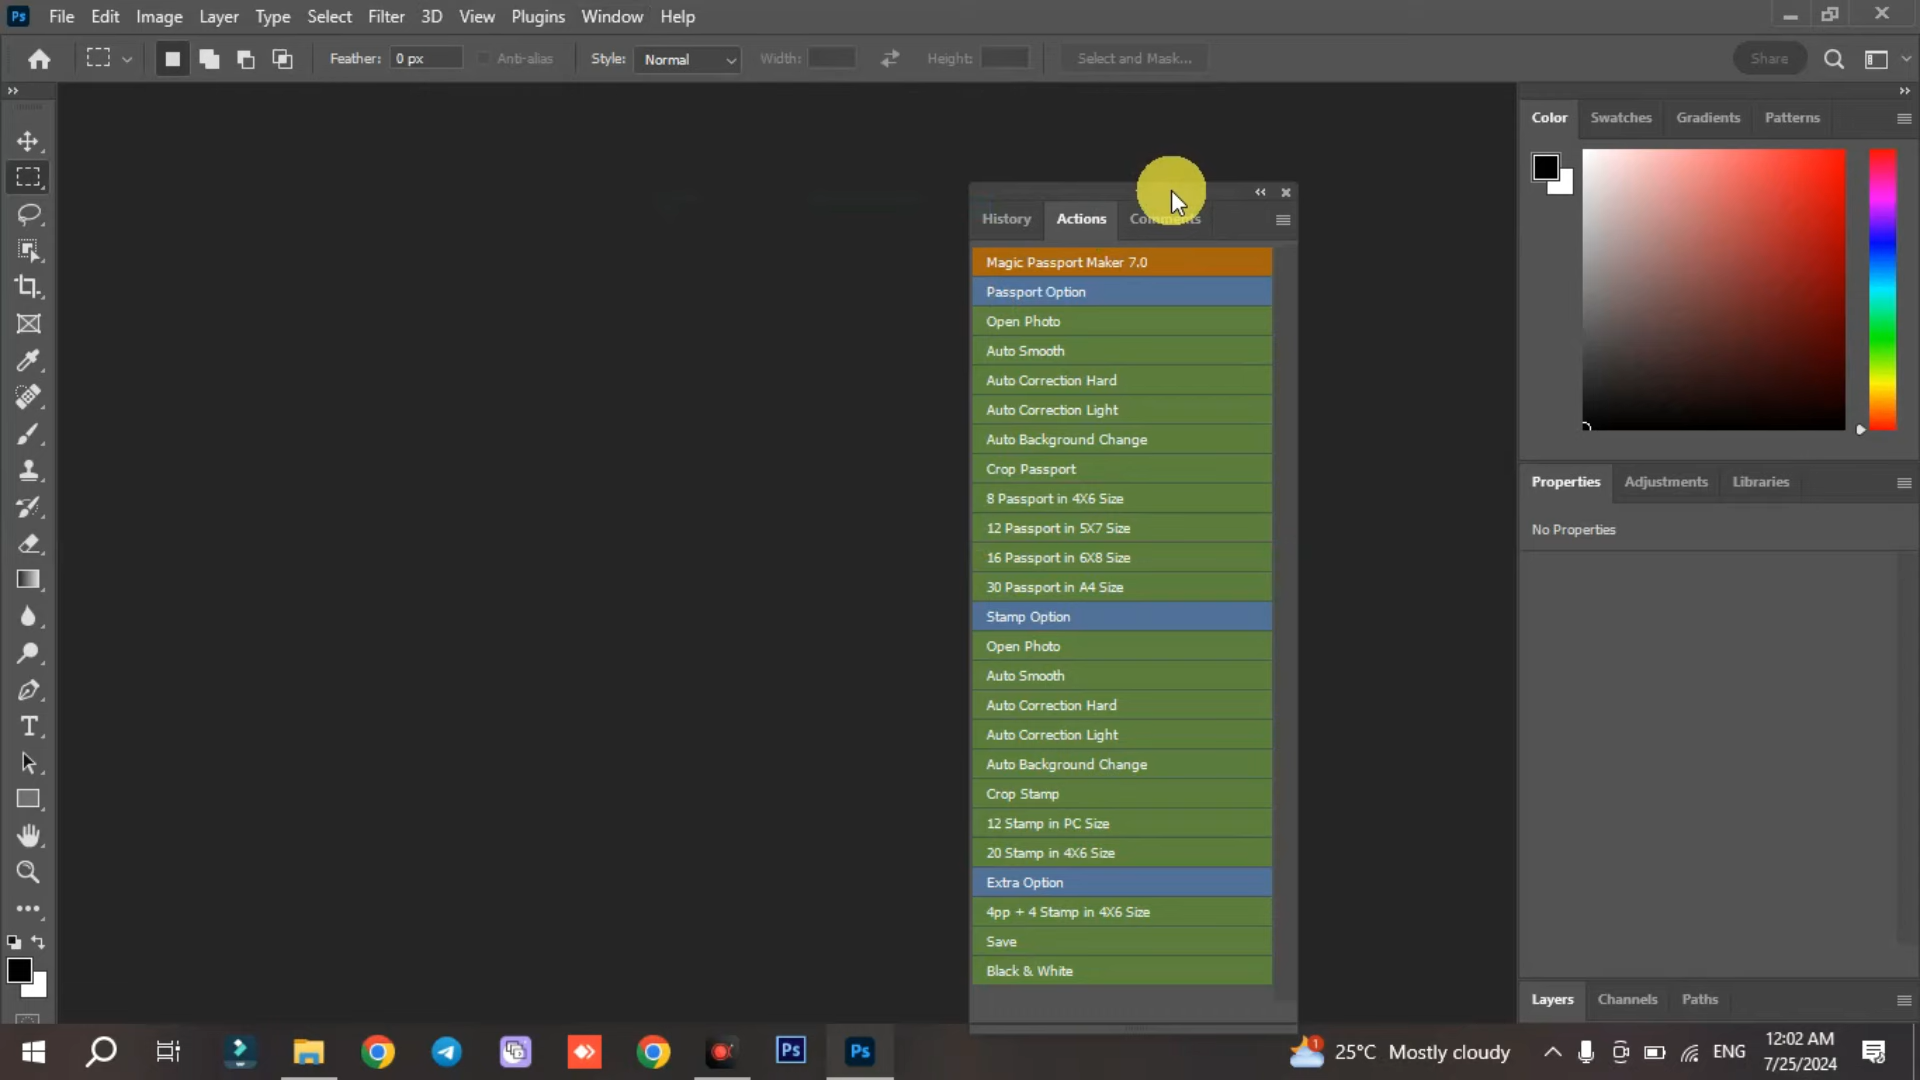 Ps File Edit Image Layer Type Select Filter 3D View Plugins Window Help
Feather: 0 px Anti-alias Style: Normal Width: Height: Select and Mask... Share
Color Swatches Gradients Patterns
History Actions Comments
Magic Passport Maker 7.0
Passport Option
Open Photo
Auto Smooth
Auto Correction Hard
Auto Correction Light
Auto Background Change
Crop Passport
8 Passport in 4X6 Size
12 Passport in 5X7 Size
16 Passport in 6X8 Size
30 Passport in A4 Size
Stamp Option
Open Photo
Auto Smooth
Auto Correction Hard
Auto Correction Light
Auto Background Change
Crop Stamp
12 Stamp in PC Size
20 Stamp in 4X6 Size
Extra Option
4pp + 4 Stamp in 4X6 Size
Save
Black & White
Properties Adjustments Libraries
No Properties
Layers Channels Paths
Ps Ps 1 25°C Mostly cloudy ENG 12:02 AM
7/25/2024